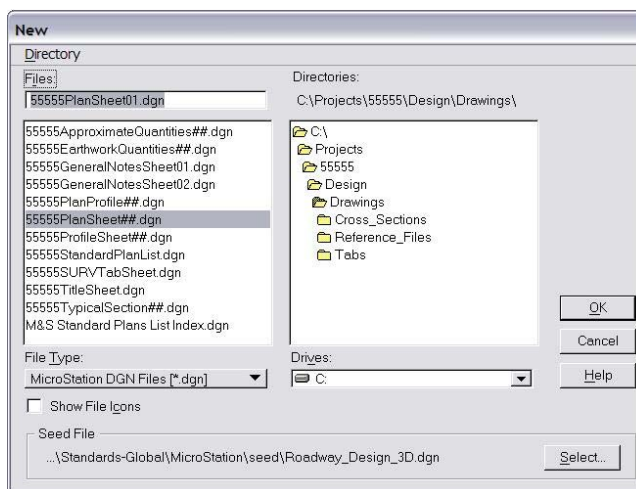 New
Directory
Files:
55555PlanSheet01.dgn
55555ApproximateQuantities##.dgn
55555EarthworkQuantities##.dgn
55555GeneralNotesSheet01.dgn
55555GeneralNotesSheet02.dgn
55555PlanProfile##.dgn
55555PlanSheet##.dgn
55555ProfileSheet##.dgn
55555StandardPlanList.dgn
55555SURVTabSheet.dgn
55555TitleSheet.dgn
55555TypicalSection##.dgn
M&S Standard Plans List Index.dgn
File Type:
MicroStation DGN Files [*.dgn]
Show File Icons
Directories:
C:\Projects\55555\Design\Drawings\
C:\
Projects
55555
Design
Drawings
Cross_Sections
Reference_Files
Tabs
Drives:
C:
OK
Cancel
Help
Seed File
...\Standards-Global\MicroStation\seed\Roadway_Design_3D.dgn
Select...